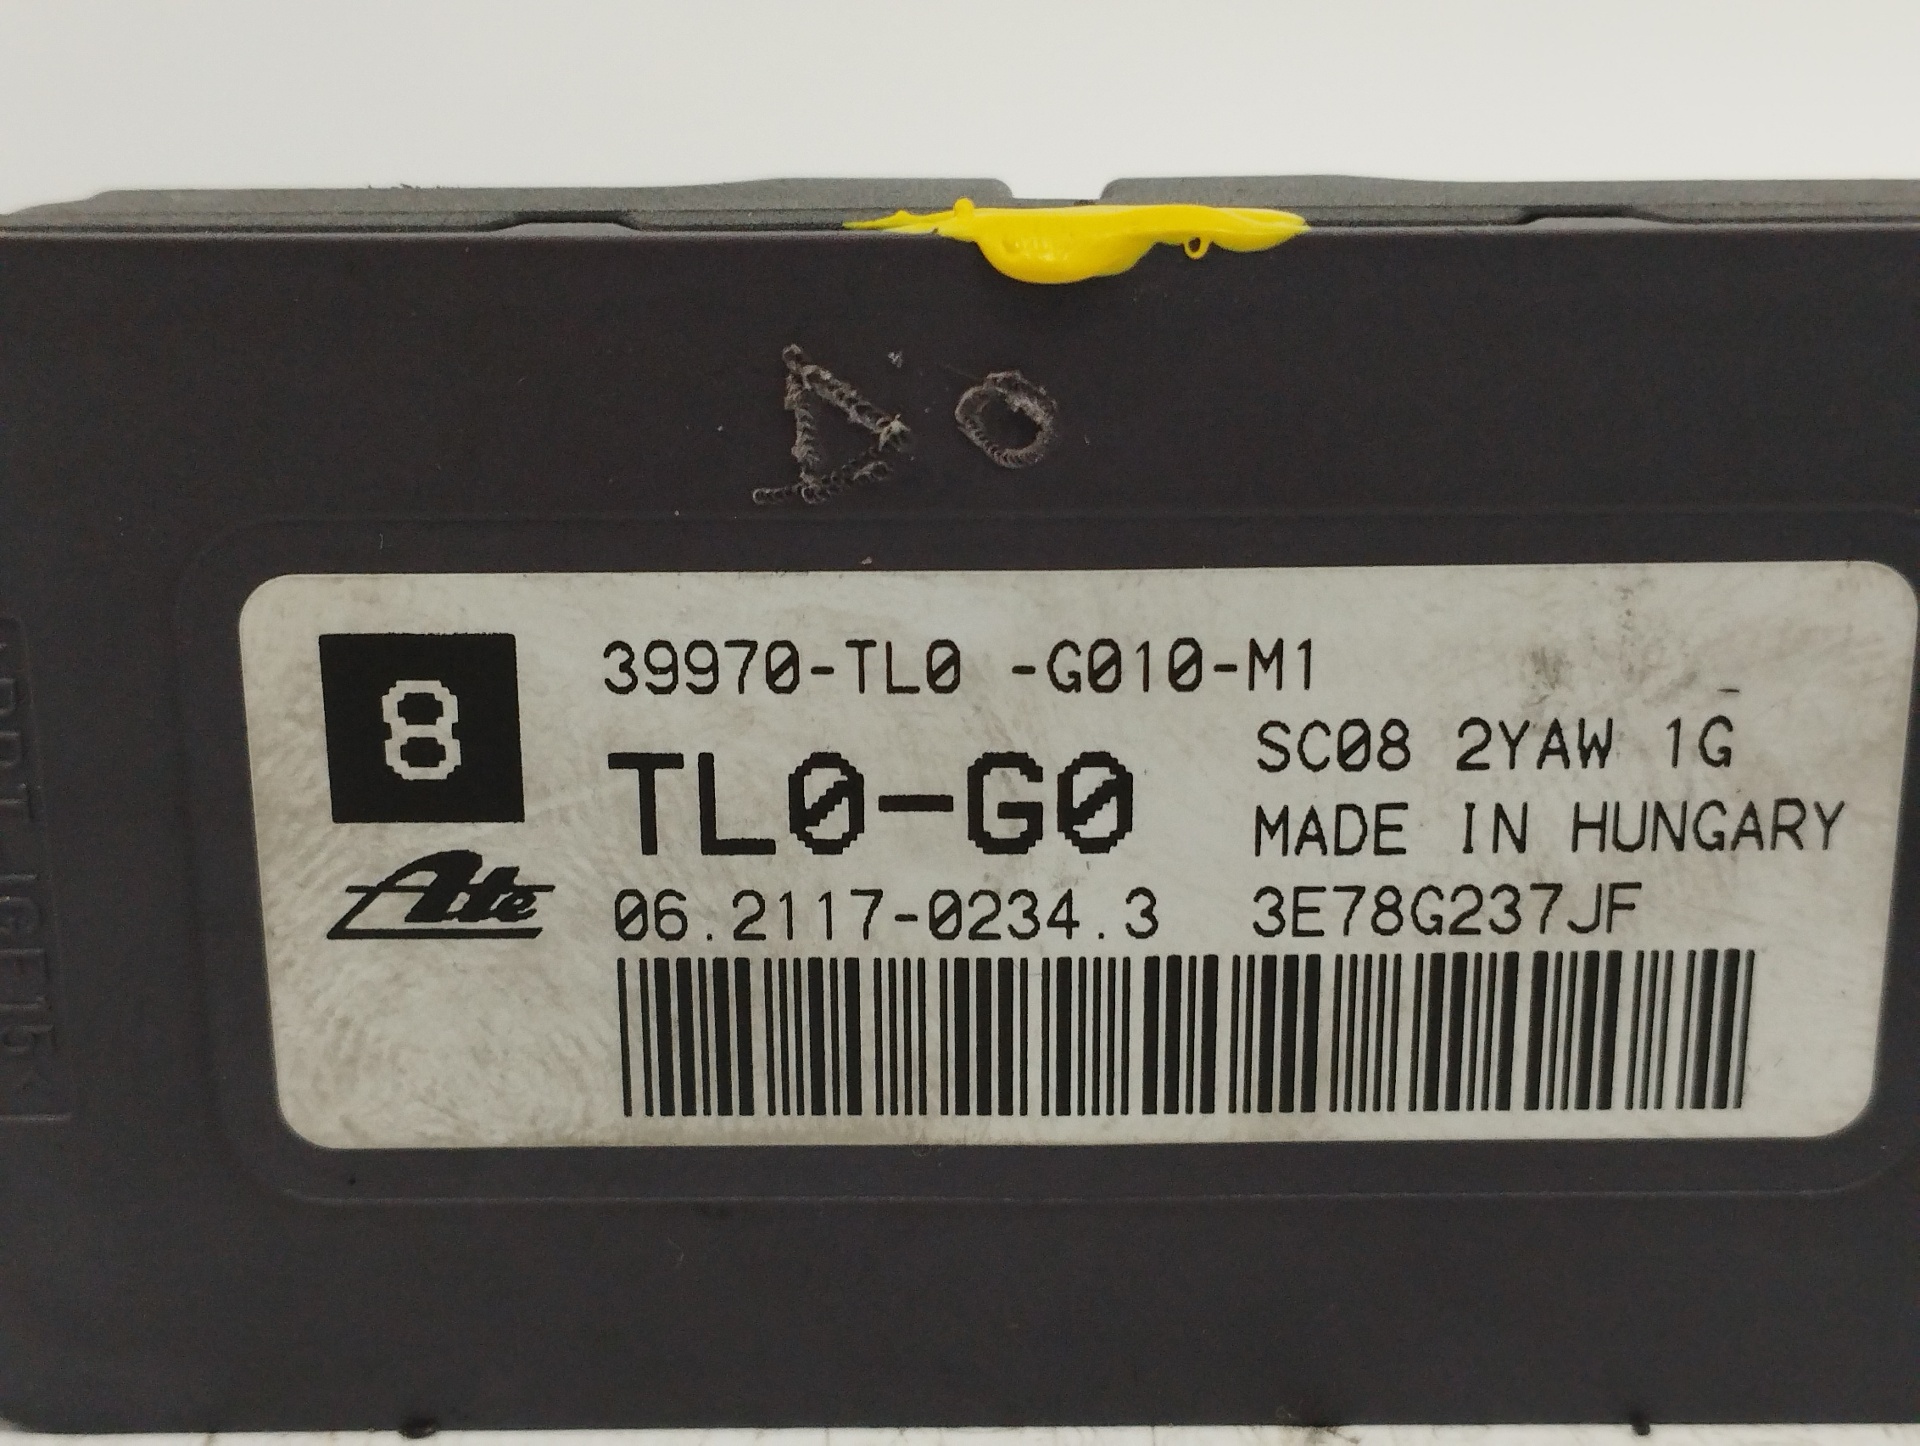 8
39970-TL0 -G010-M1
TL0-G0
SC08 2YAW 1G
MADE IN HUNGARY
Ate
06.2117-0234.3 3E78G237JF